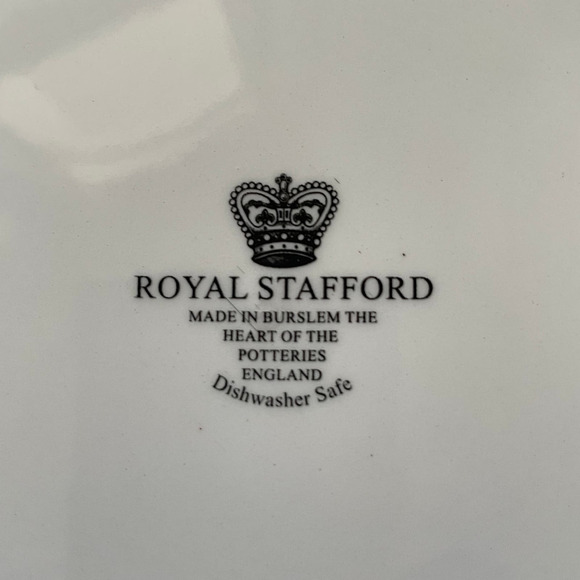 ROYAL STAFFORD
MADE IN BURSLEM THE
HEART OF THE
POTTERIES
ENGLAND
Dishwasher Safe